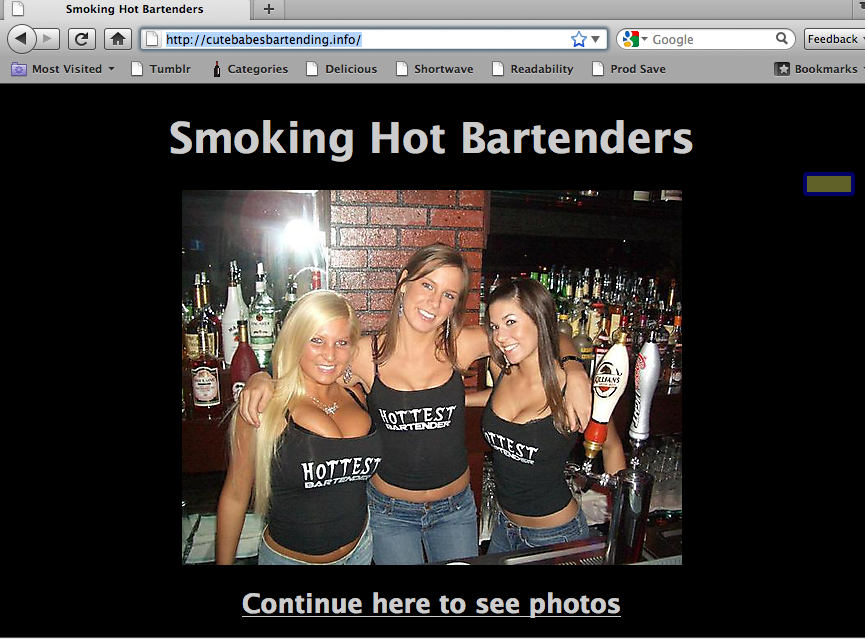 Smoking Hot Bartenders
+
http://cutebabesbartending.info/
Google
Feedback
Most Visited
Tumblr
Categories
Delicious
Shortwave
Readability
Prod Save
Bookmarks
Smoking Hot Bartenders
HOTTEST
BARTENDER
HOTTEST
BARTENDER
HOTTEST
BARTENDER
Continue here to see photos